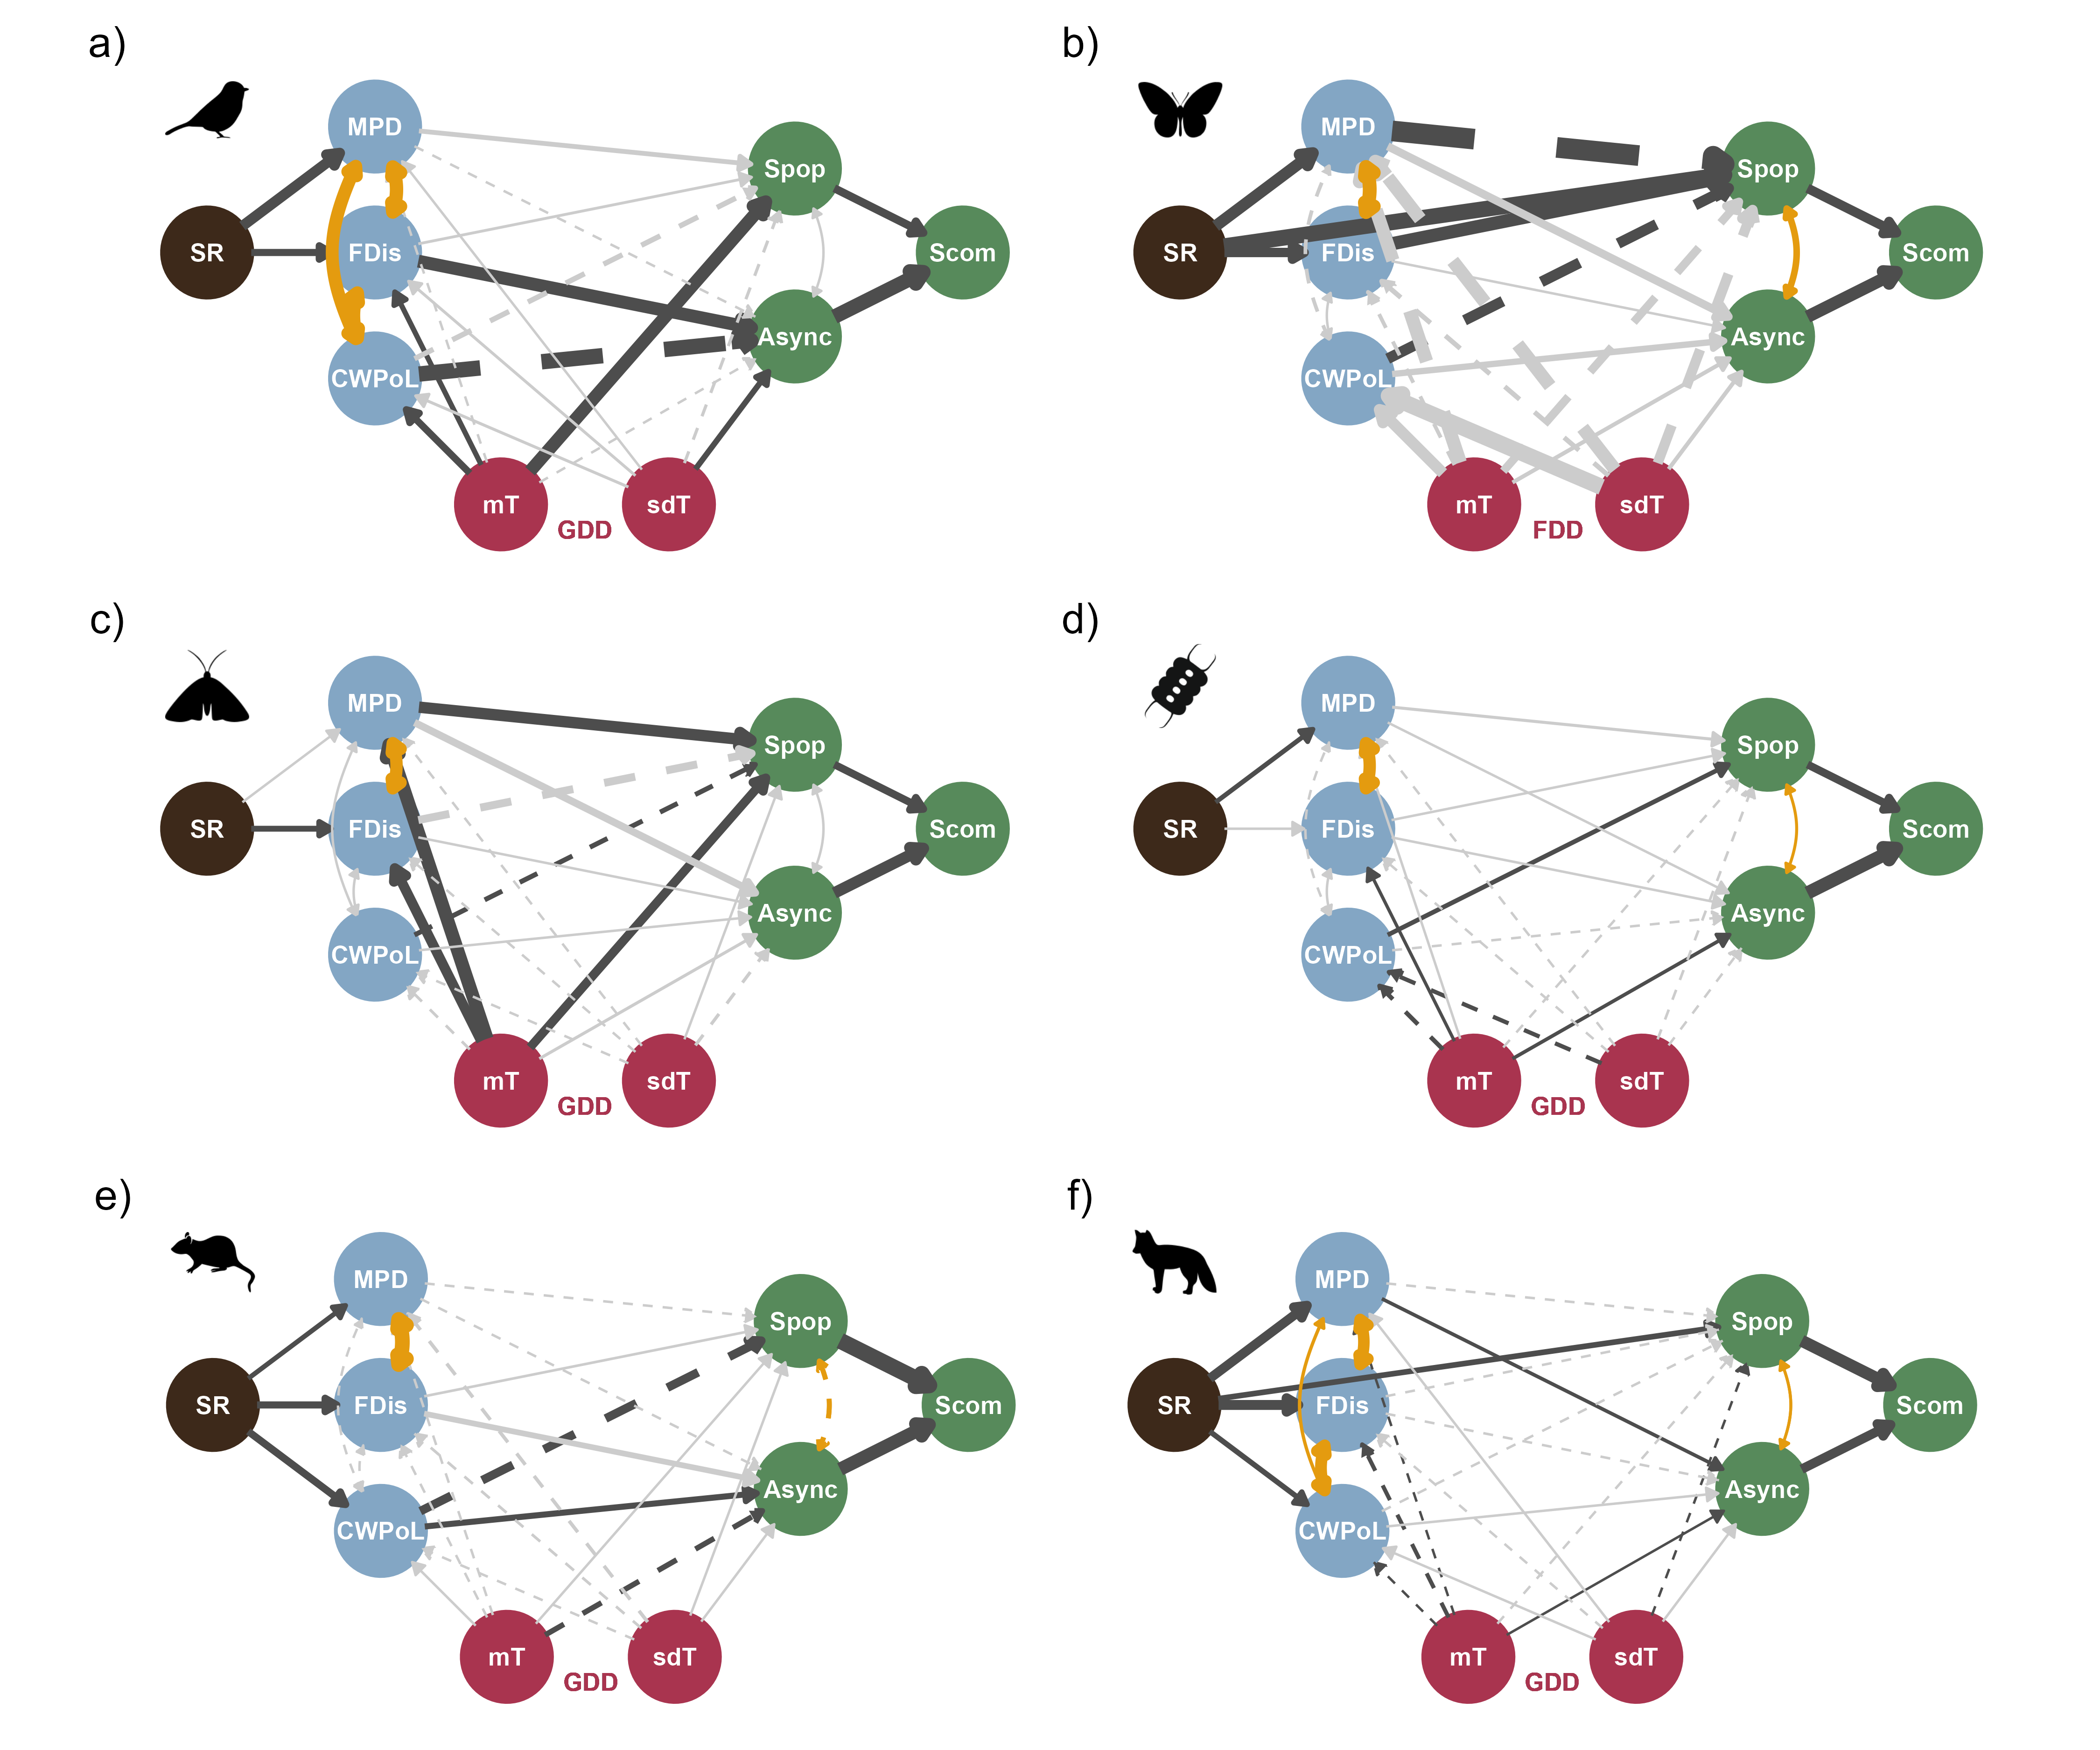 a) b)
MPD MPD
Spop Spop
SR FDis Scom SR FDis Scom
Async Async
CWPoL CWPoL
mT sdT mT sdT
GDD FDD
c) d)
MPD MPD
Spop Spop
SR FDis Scom SR FDis Scom
Async Async
CWPoL CWPoL
mT sdT mT sdT
GDD GDD
e) f)
MPD MPD
Spop Spop
SR FDis Scom SR FDis Scom
Async Async
CWPoL CWPoL
mT sdT mT sdT
GDD GDD